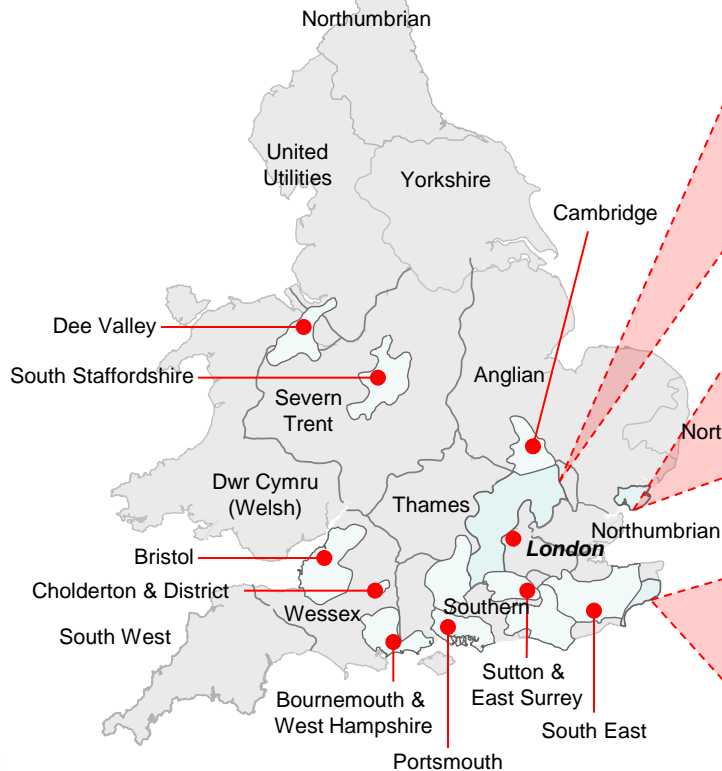 Northumbrian
United
Utilities
Yorkshire
Cambridge
Dee Valley
South Staffordshire
Anglian
Severn
Trent
Nort
Dwr Cymru
(Welsh)
Thames
Northumbrian
London
Bristol
Cholderton & District
Wessex
Southern
South West
Sutton &
East Surrey
Bournemouth &
West Hampshire
South East
Portsmouth